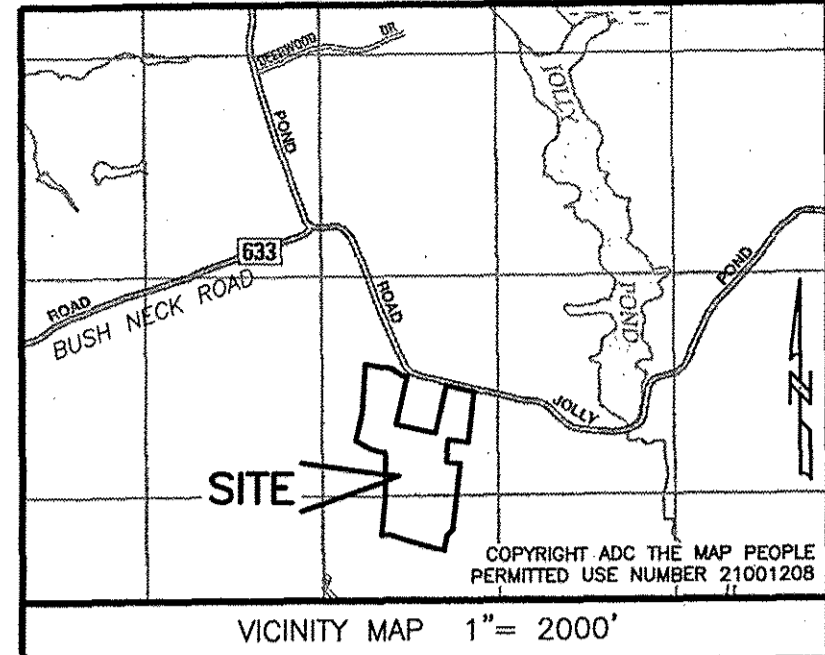 DEERWOOD DR
JOLLY
POND
633
ROAD
BUSH NECK ROAD
ROAD
POND
POND
JOLLY
N
SITE
COPYRIGHT ADC THE MAP PEOPLE
PERMITTED USE NUMBER 21001208
VICINITY MAP 1"= 2000'